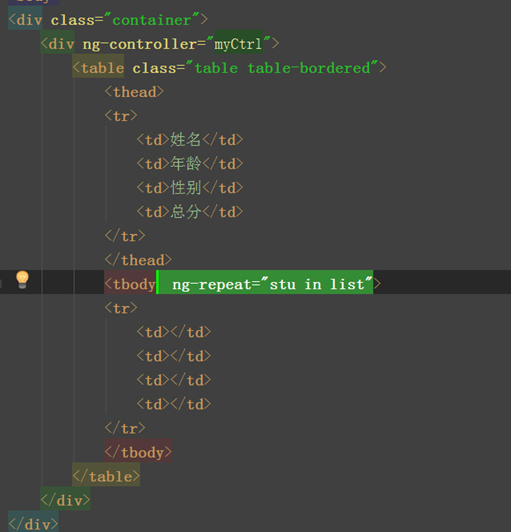 <div class="container">
<div ng-controller="myCtrl">
<table class="table table-bordered">
<thead>
<tr>
<td>姓名</td>
<td>年龄</td>
<td>性别</td>
<td>总分</td>
</tr>
</thead>
<tbody ng-repeat="stu in list">
<tr>
<td></td>
<td></td>
<td></td>
<td></td>
</tr>
</tbody>
</table>
</div>
</div>